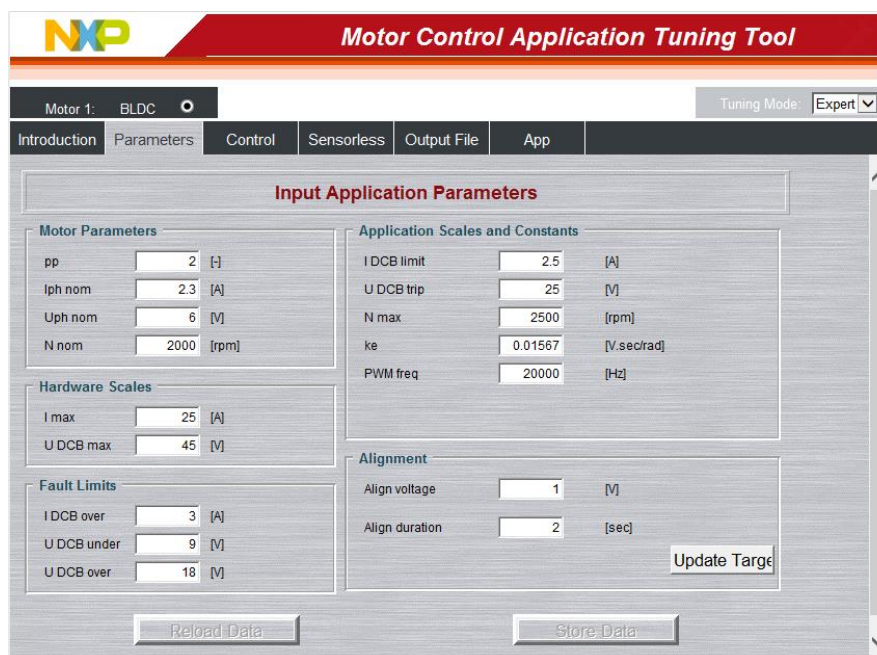 NXP
Motor Control Application Tuning Tool
Motor 1: BLDC
Tuning Mode: Expert
Introduction Parameters Control Sensorless Output File App
Input Application Parameters
Motor Parameters
pp 2 [-]
Iph nom 2.3 [A]
Uph nom 6 [V]
N nom 2000 [rpm]
Hardware Scales
I max 25 [A]
U DCB max 45 [V]
Fault Limits
I DCB over 3 [A]
U DCB under 9 [V]
U DCB over 18 [V]
Application Scales and Constants
I DCB limit 2.5 [A]
U DCB trip 25 [V]
N max 2500 [rpm]
ke 0.01567 [V.sec/rad]
PWM freq 20000 [Hz]
Alignment
Align voltage 1 [V]
Align duration 2 [sec]
Update Targe
Reload Data
Store Data